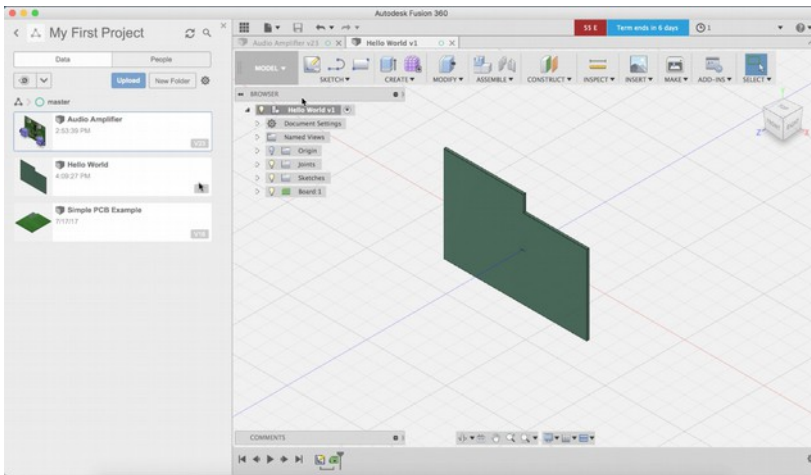 Autodesk Fusion 360
My First Project
Data People
Upload New Folder
master
Audio Amplifier
2:53:39 PM
V23
Hello World
4:09:27 PM
Simple PCB Example
7/17/17
Term ends in 6 days 1
Audio Amplifier v23 Hello World v1
MODEL SKETCH CREATE MODIFY ASSEMBLE CONSTRUCT INSPECT INSERT MAKE ADD-INS SELECT
BROWSER
Hello World v1
Document Settings
Named Views
Origin
Joints
Sketches
Board 1
COMMENTS